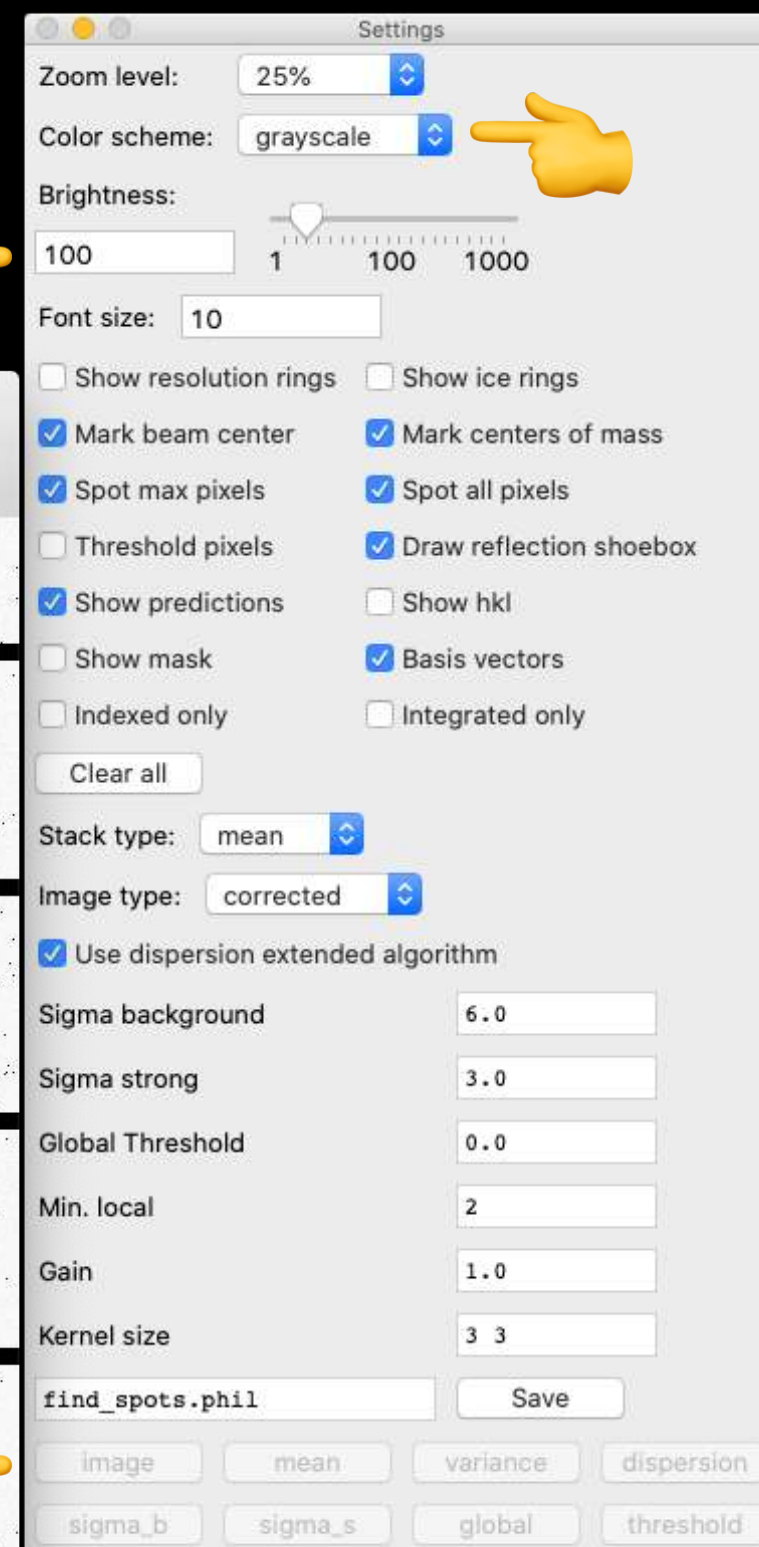 Settings
Zoom level: 25%
Color scheme: grayscale
Brightness:
100
1 100 1000
Font size: 10
Show resolution rings Show ice rings
Mark beam center Mark centers of mass
Spot max pixels Spot all pixels
Threshold pixels Draw reflection shoebox
Show predictions Show hkl
Show mask Basis vectors
Indexed only Integrated only
Clear all
Stack type: mean
Image type: corrected
Use dispersion extended algorithm
Sigma background 6.0
Sigma strong 3.0
Global Threshold 0.0
Min. local 2
Gain 1.0
Kernel size 3 3
find_spots.phil Save
image mean variance dispersion
sigma_b sigma_s global threshold